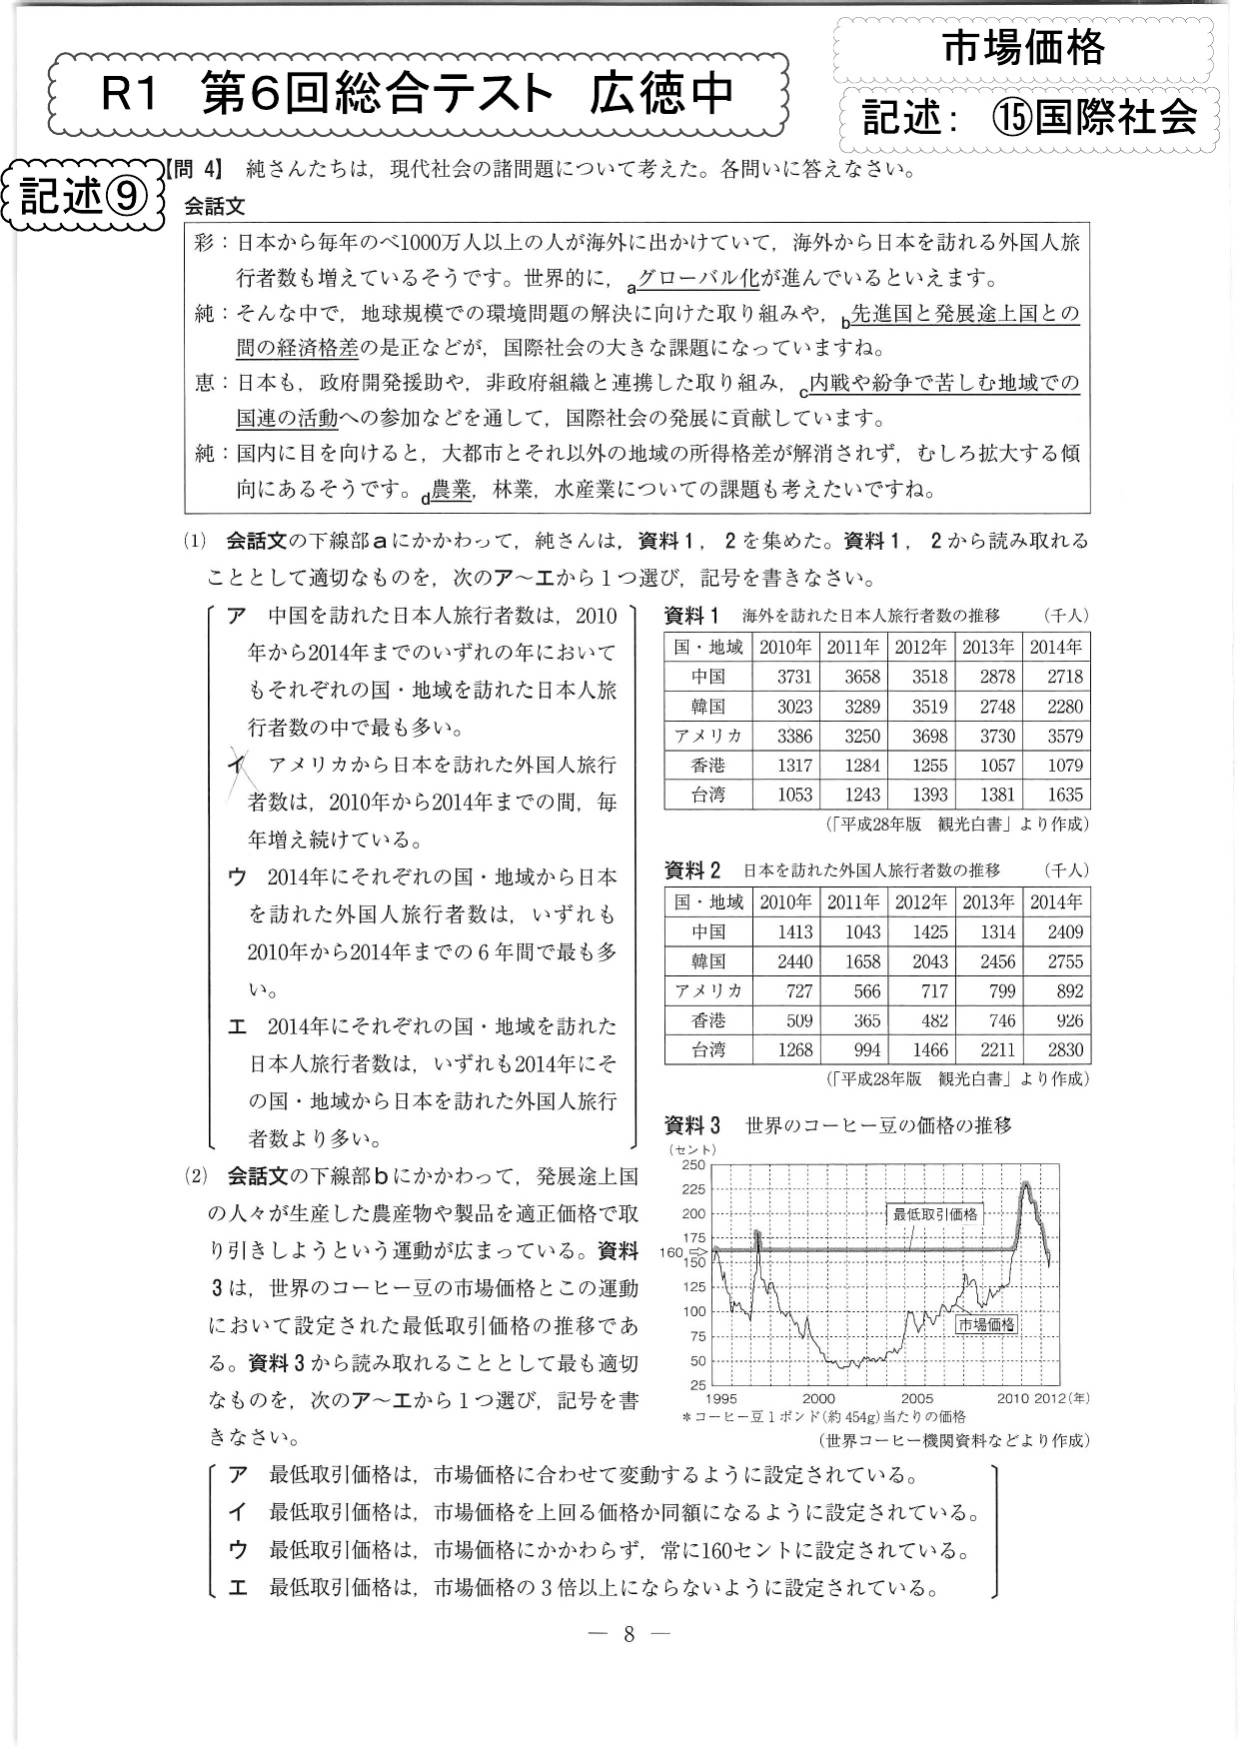 市場価格
R1 第6回総合テスト 広徳中
記述： ⑮国際社会
記述⑨
【問 4】 純さんたちは，現代社会の諸問題について考えた。各問いに答えなさい。
会話文
彩：日本から毎年のべ1000万人以上の人が海外に出かけていて，海外から日本を訪れる外国人旅
行者数も増えているそうです。世界的に，aグローバル化が進んでいるといえます。
純：そんな中で，地球規模での環境問題の解決に向けた取り組みや，b先進国と発展途上国との
間の経済格差の是正などが，国際社会の大きな課題になっていますね。
恵：日本も，政府開発援助や，非政府組織と連携した取り組み，c内戦や紛争で苦しむ地域での
国連の活動への参加などを通して，国際社会の発展に貢献しています。
純：国内に目を向けると，大都市とそれ以外の地域の所得格差が解消されず，むしろ拡大する傾
向にあるそうです。d農業，林業，水産業についての課題も考えたいですね。
(1) 会話文の下線部aにかかわって，純さんは，資料1，2を集めた。資料1，2から読み取れる
こととして適切なものを，次のア～エから1つ選び，記号を書きなさい。
ア 中国を訪れた日本人旅行者数は，2010
年から2014年までのいずれの年において
もそれぞれの国・地域を訪れた日本人旅
行者数の中で最も多い。
イ アメリカから日本を訪れた外国人旅行
者数は，2010年から2014年までの間，毎
年増え続けている。
ウ 2014年にそれぞれの国・地域から日本
を訪れた外国人旅行者数は，いずれも
2010年から2014年までの6年間で最も多
い。
エ 2014年にそれぞれの国・地域を訪れた
日本人旅行者数は，いずれも2014年にそ
の国・地域から日本を訪れた外国人旅行
者数より多い。
資料1 海外を訪れた日本人旅行者数の推移 （千人）
国・地域 2010年 2011年 2012年 2013年 2014年
中国 3731 3658 3518 2878 2718
韓国 3023 3289 3519 2748 2280
アメリカ 3386 3250 3698 3730 3579
香港 1317 1284 1255 1057 1079
台湾 1053 1243 1393 1381 1635
（「平成28年版 観光白書」より作成）
資料2 日本を訪れた外国人旅行者数の推移 （千人）
国・地域 2010年 2011年 2012年 2013年 2014年
中国 1413 1043 1425 1314 2409
韓国 2440 1658 2043 2456 2755
アメリカ 727 566 717 799 892
香港 509 365 482 746 926
台湾 1268 994 1466 2211 2830
（「平成28年版 観光白書」より作成）
(2) 会話文の下線部bにかかわって，発展途上国
の人々が生産した農産物や製品を適正価格で取
り引きしようという運動が広まっている。資料
3は，世界のコーヒー豆の市場価格とこの運動
において設定された最低取引価格の推移であ
る。資料3から読み取れることとして最も適切
なものを，次のア～エから1つ選び，記号を書
きなさい。
資料3 世界のコーヒー豆の価格の推移
（セント）
250
225
200
175
160⇨
150
125
100
75
50
25
最低取引価格
市場価格
1995 2000 2005 2010 2012（年）
＊コーヒー豆1ポンド（約454g）当たりの価格
（世界コーヒー機関資料などより作成）
ア 最低取引価格は，市場価格に合わせて変動するように設定されている。
イ 最低取引価格は，市場価格を上回る価格か同額になるように設定されている。
ウ 最低取引価格は，市場価格にかかわらず，常に160セントに設定されている。
エ 最低取引価格は，市場価格の3倍以上にならないように設定されている。
— 8 —